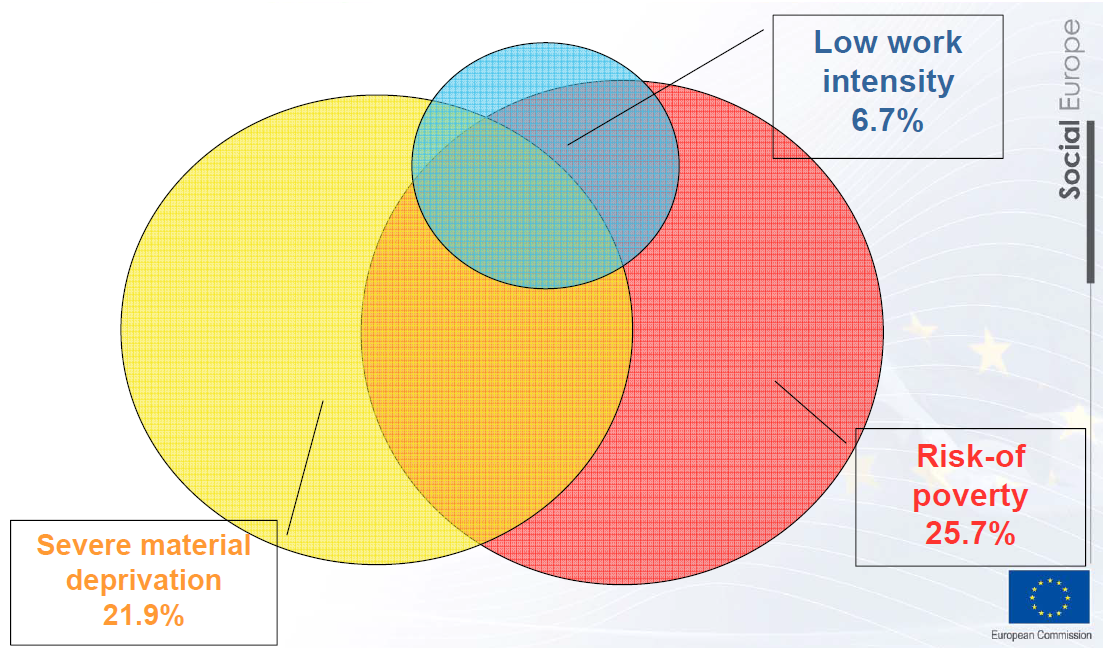 Low work
intensity
6.7%
Social Europe
Risk-of
poverty
25.7%
Severe material
deprivation
21.9%
European Commission